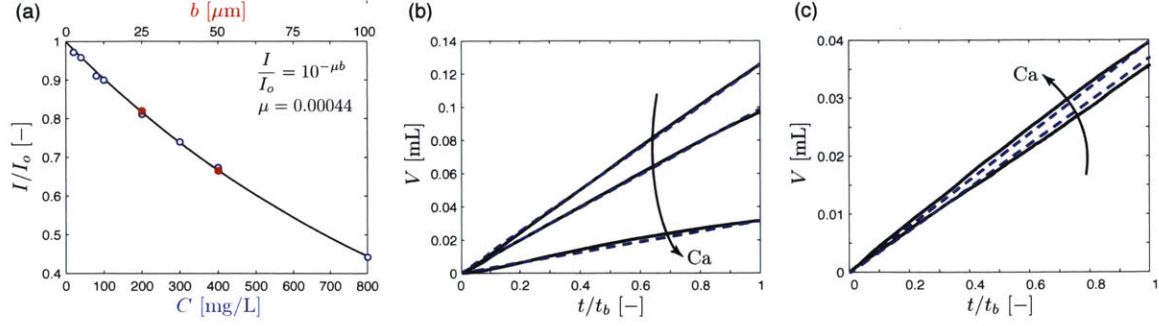 (a)
b [μm]
0 25 50 75 100
1
0.9
0.8
0.7
0.6
0.5
0.4
I/I_o [−]
I/I_o = 10^{−μb}
μ = 0.00044
0 100 200 300 400 500 600 700 800
C [mg/L]
(b)
0.14
0.12
0.10
0.08
0.06
0.04
0.02
0
V [mL]
Ca
0 0.2 0.4 0.6 0.8 1
t/t_b [−]
(c)
0.04
0.03
0.02
0.01
0
V [mL]
Ca
0 0.2 0.4 0.6 0.8 1
t/t_b [−]